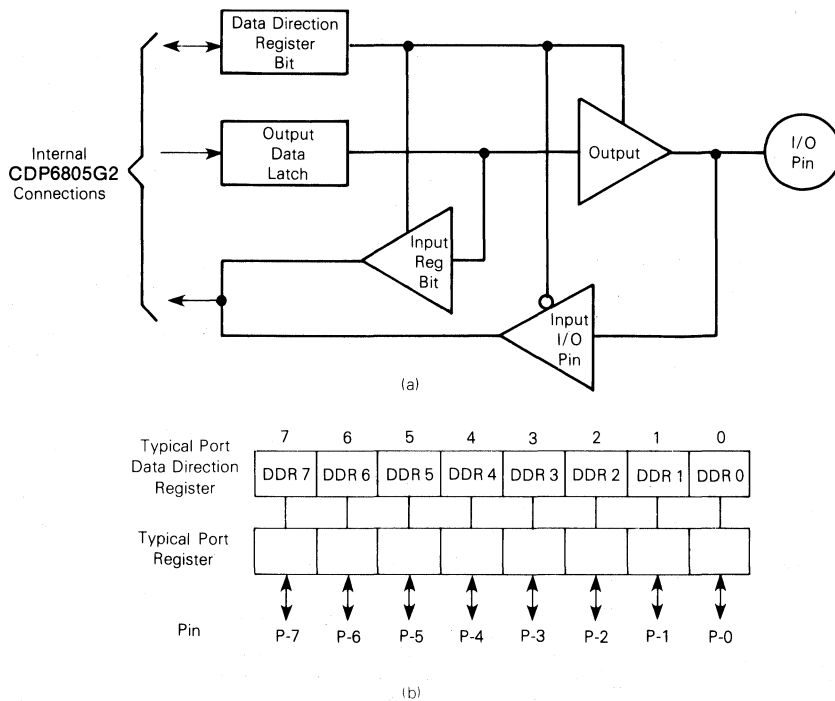 Data Direction
Register
Bit
Internal
CDP6805G2
Connections
Output
Data
Latch
Output
I/O
Pin
Input
Reg
Bit
Input
I/O
Pin
(a)
Typical Port
Data Direction
Register
7 6 5 4 3 2 1 0
DDR 7 DDR 6 DDR 5 DDR 4 DDR 3 DDR 2 DDR 1 DDR 0
Typical Port
Register
Pin P-7 P-6 P-5 P-4 P-3 P-2 P-1 P-0
(b)